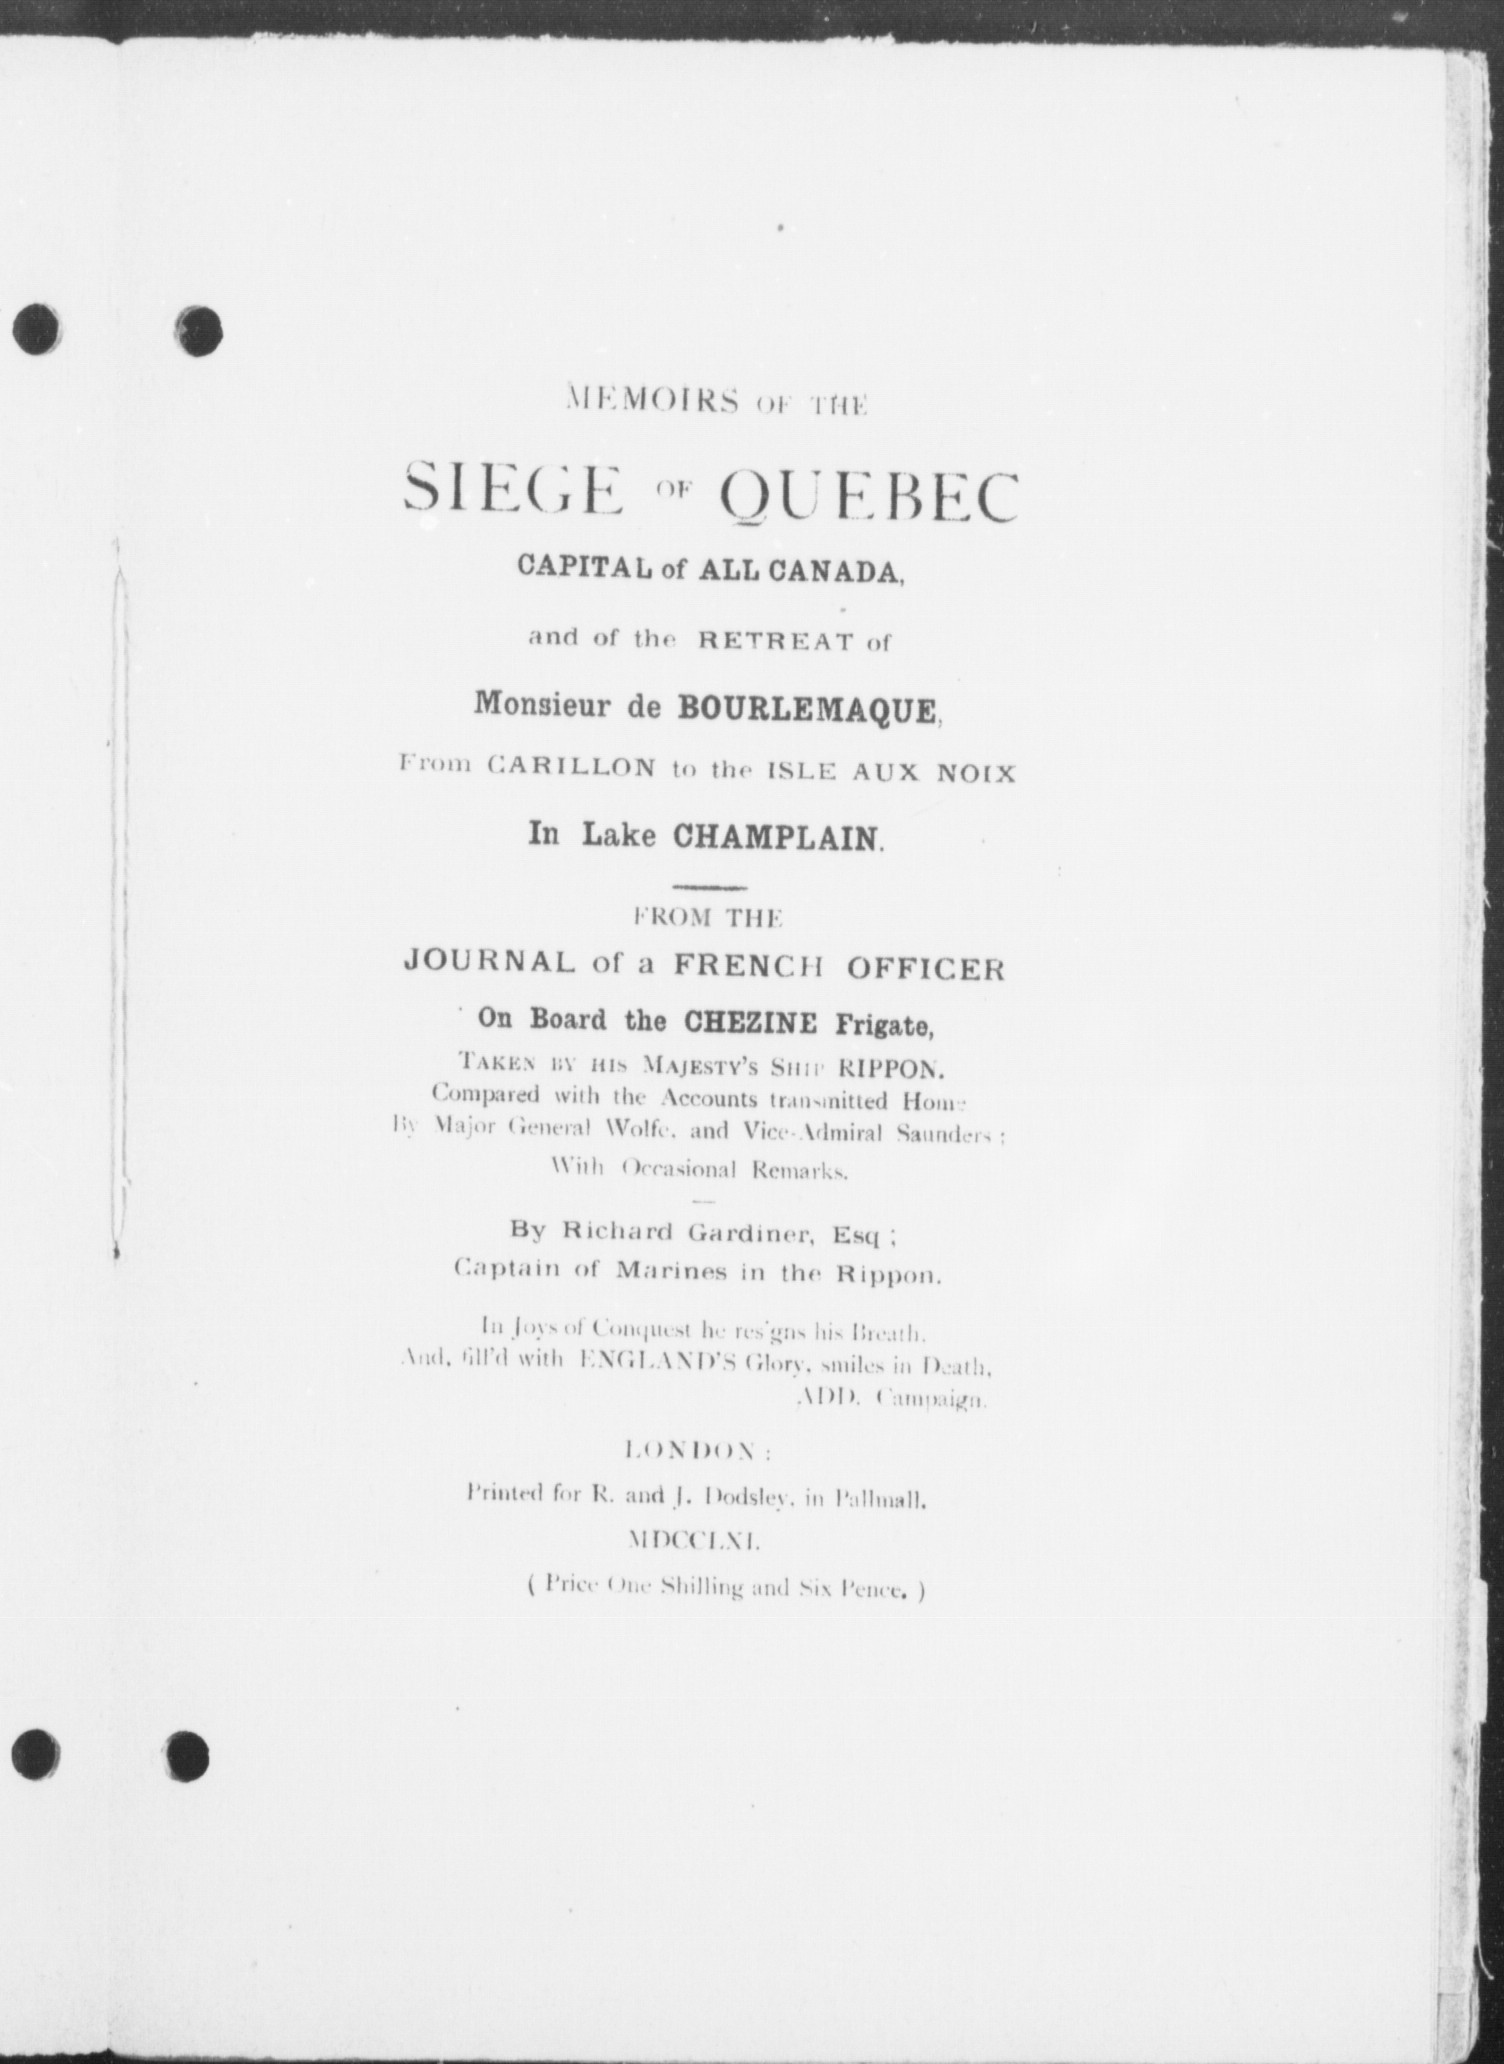 MEMOIRS OF THE
SIEGE OF QUEBEC
CAPITAL of ALL CANADA,
and of the RETREAT of
Monsieur de BOURLEMAQUE,
From CARILLON to the ISLE AUX NOIX
In Lake CHAMPLAIN.
FROM THE
JOURNAL of a FRENCH OFFICER
On Board the CHEZINE Frigate,
TAKEN BY HIS MAJESTY'S SHIP RIPPON.
Compared with the Accounts transmitted Home
By Major General Wolfe, and Vice-Admiral Saunders;
With Occasional Remarks.
By Richard Gardiner, Esq;
Captain of Marines in the Rippon.
In Joys of Conquest he resigns his Breath,
And, fill'd with ENGLAND'S Glory, smiles in Death,
ADD. Campaign.
LONDON:
Printed for R. and J. Dodsley, in Pallmall.
MDCCLXI.
( Price One Shilling and Six Pence. )